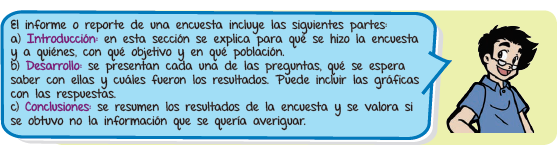 El informe o reporte de una encuesta incluye las siguientes partes:
a) Introducción: en esta sección se explica para qué se hizo la encuesta
y a quiénes, con qué objetivo y en qué población.
b) Desarrollo: se presentan cada una de las preguntas, qué se espera
saber con ellas y cuáles fueron los resultados. Puede incluir las gráficas
con las respuestas.
c) Conclusiones: se resumen los resultados de la encuesta y se valora si
se obtuvo no la información que se quería averiguar.